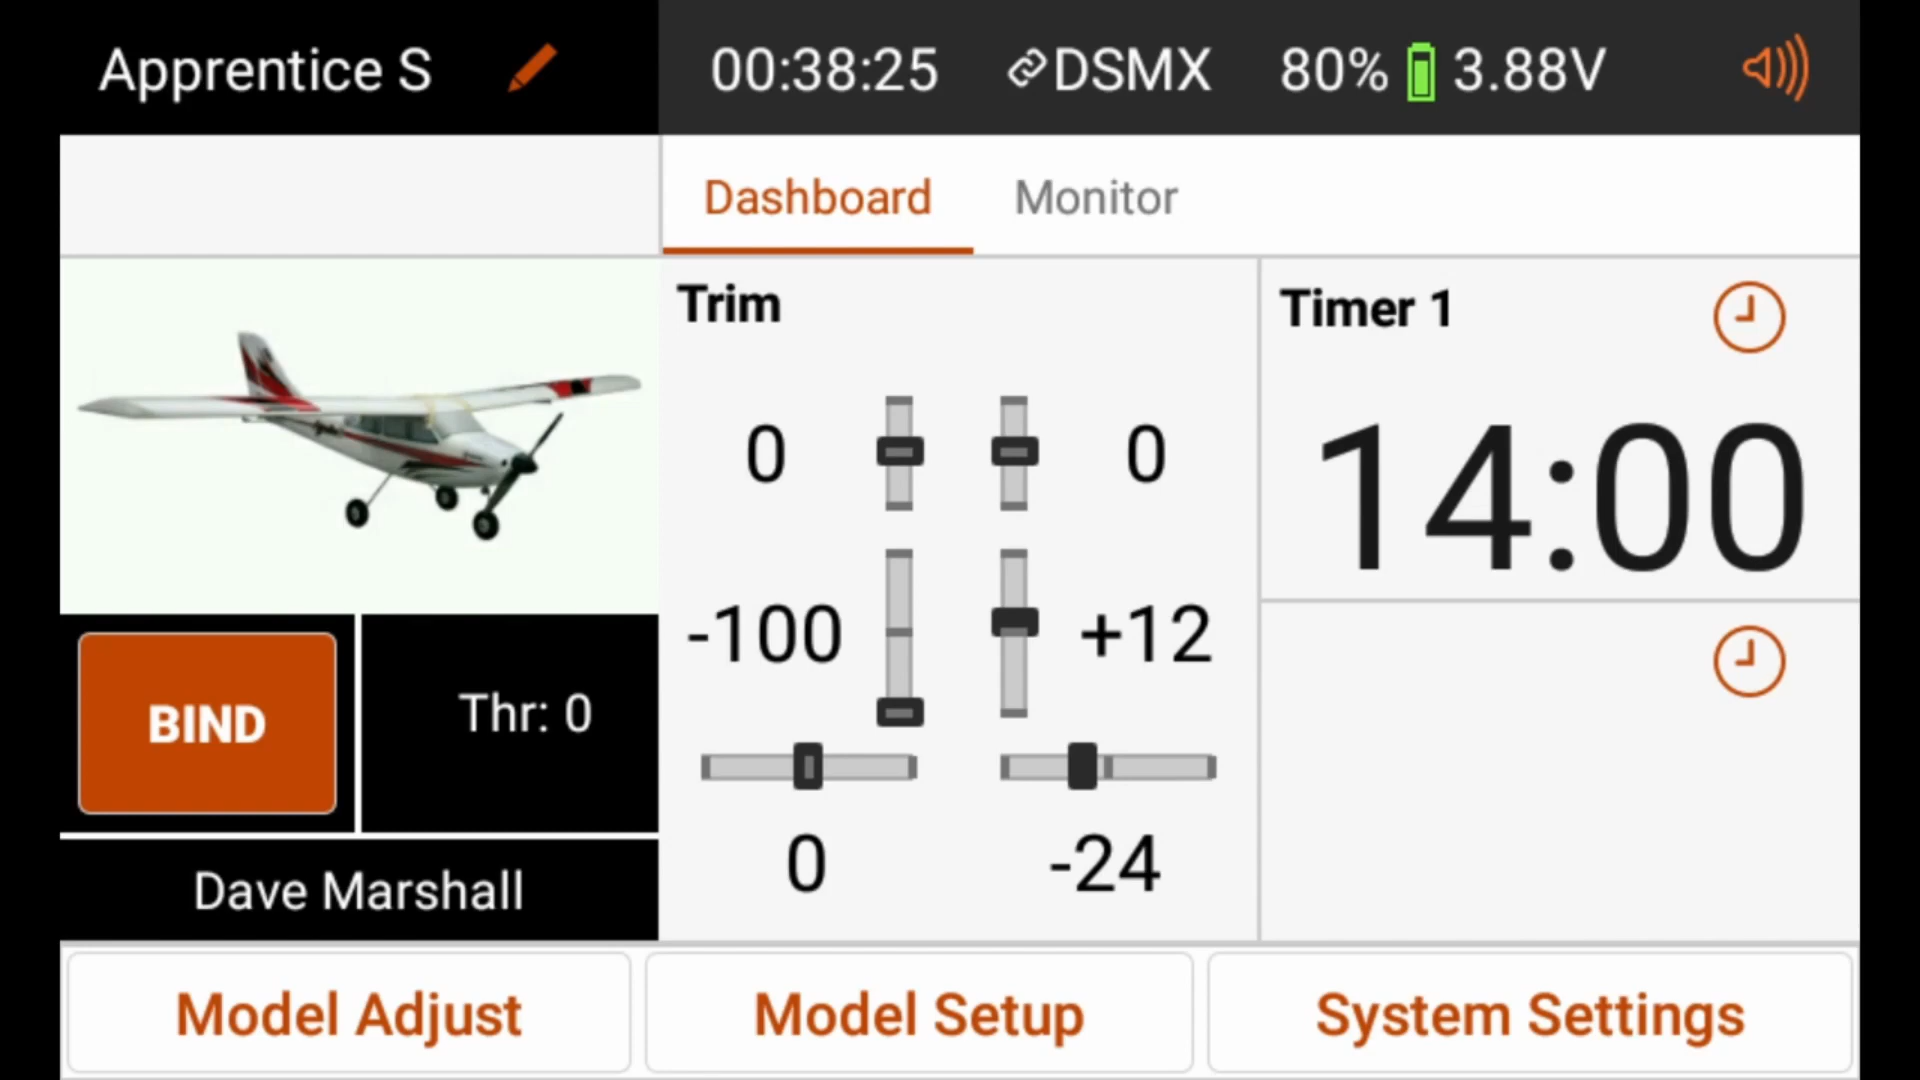 Apprentice S
00:38:25 DSMX 80% 3.88V
Dashboard Monitor
Trim
0 0
-100 +12
0 -24
Timer 1
14:00
BIND
Thr: 0
Dave Marshall
Model Adjust Model Setup System Settings